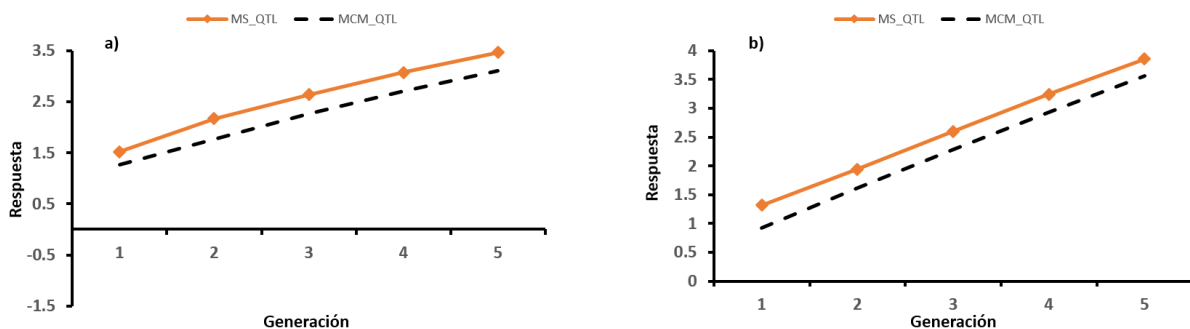 MS_QTL MCM_QTL
a)
3.5
2.5
1.5
0.5
-0.5
-1.5
1 2 3 4 5
Respuesta
Generación
MS_QTL MCM_QTL
b)
4
3.5
3
2.5
2
1.5
1
0.5
0
1 2 3 4 5
Respuesta
Generación